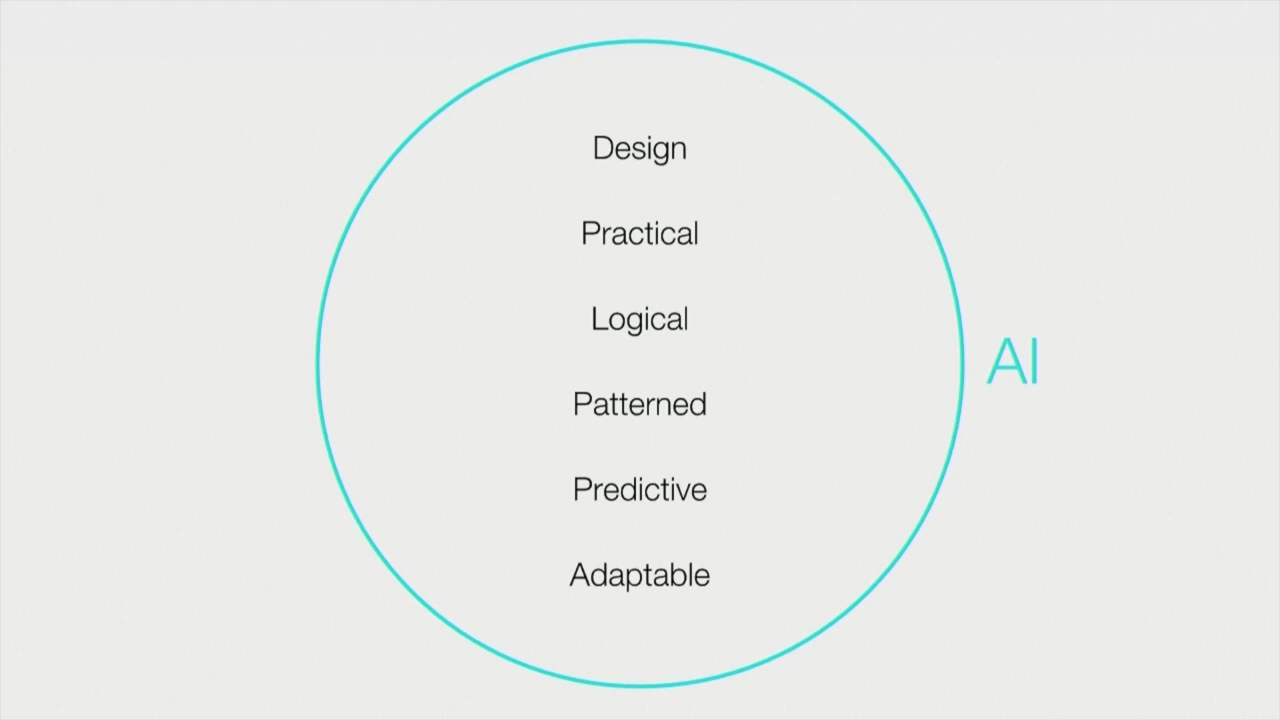 Design
Practical
Logical
AI
Patterned
Predictive
Adaptable